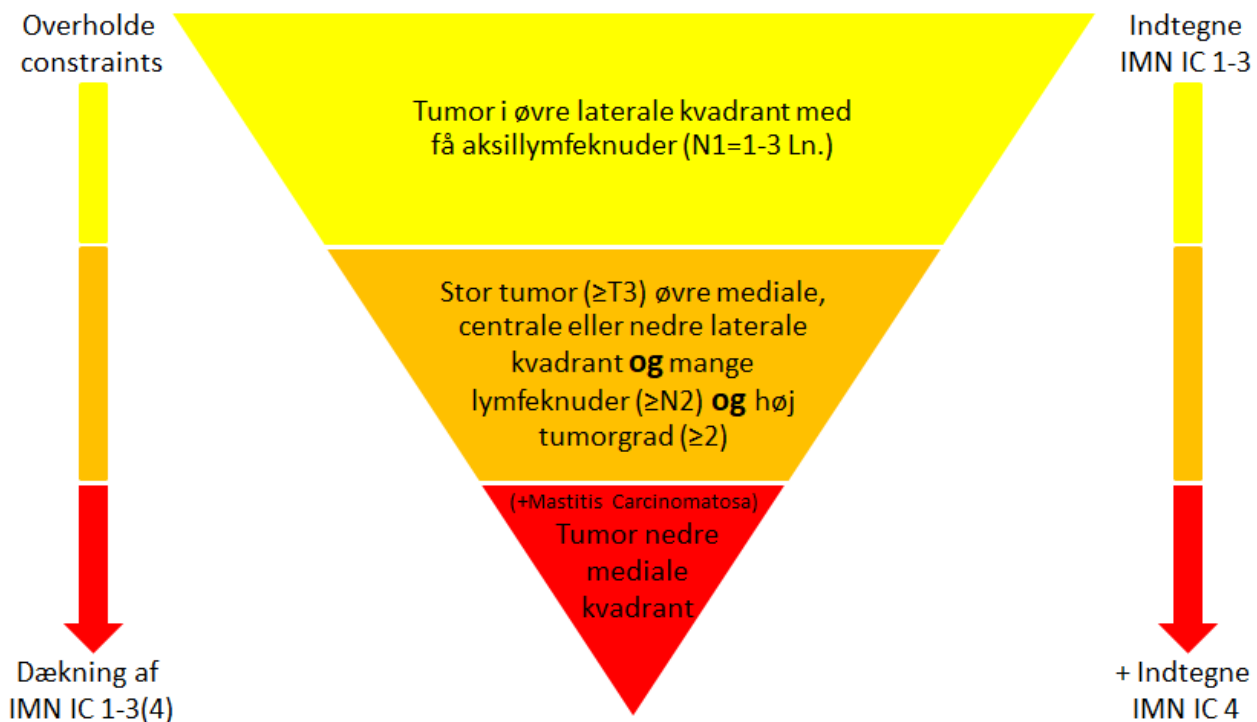 Overholde
constraints
Indtegne
IMN IC 1-3
Tumor i øvre laterale kvadrant med
få aksillymfeknuder (N1=1-3 Ln.)
Stor tumor (≥T3) øvre mediale,
centrale eller nedre laterale
kvadrant og mange
lymfeknuder (≥N2) og høj
tumorgrad (≥2)
(+Mastitis Carcinomatosa)
Tumor nedre
mediale
kvadrant
Dækning af
IMN IC 1-3(4)
+ Indtegne
IMN IC 4